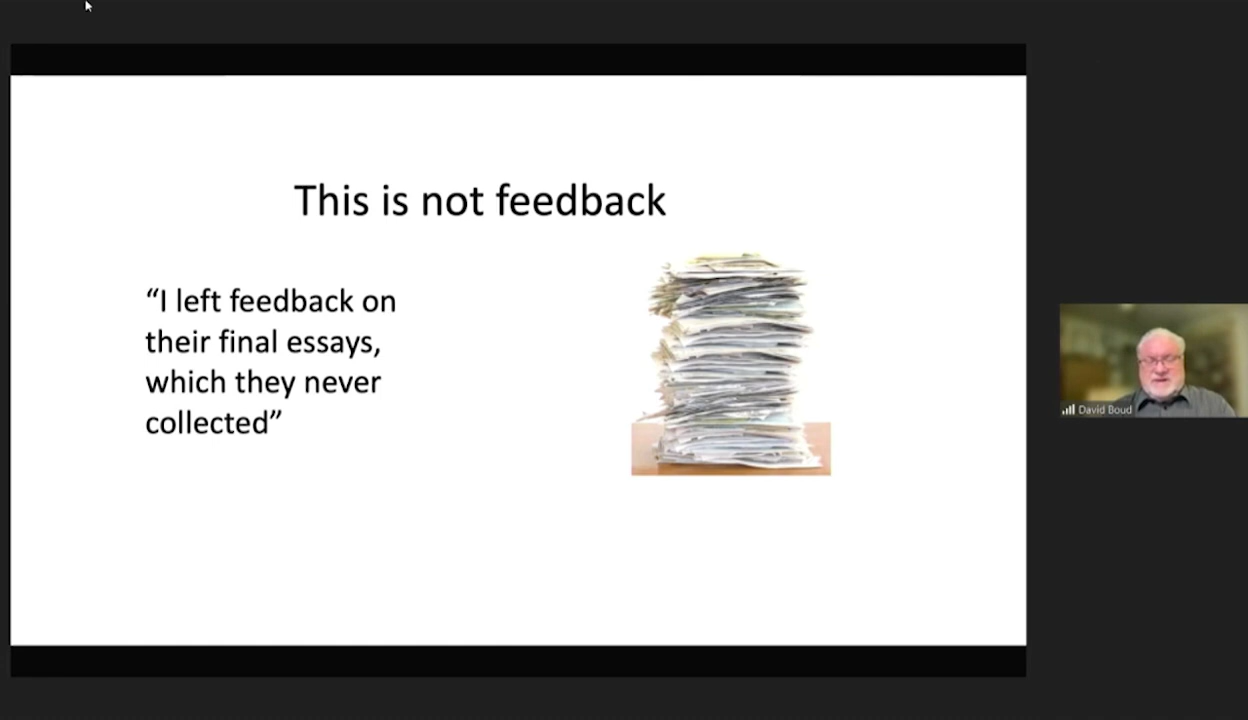 This is not feedback
“I left feedback on
their final essays,
which they never
collected”
David Boud